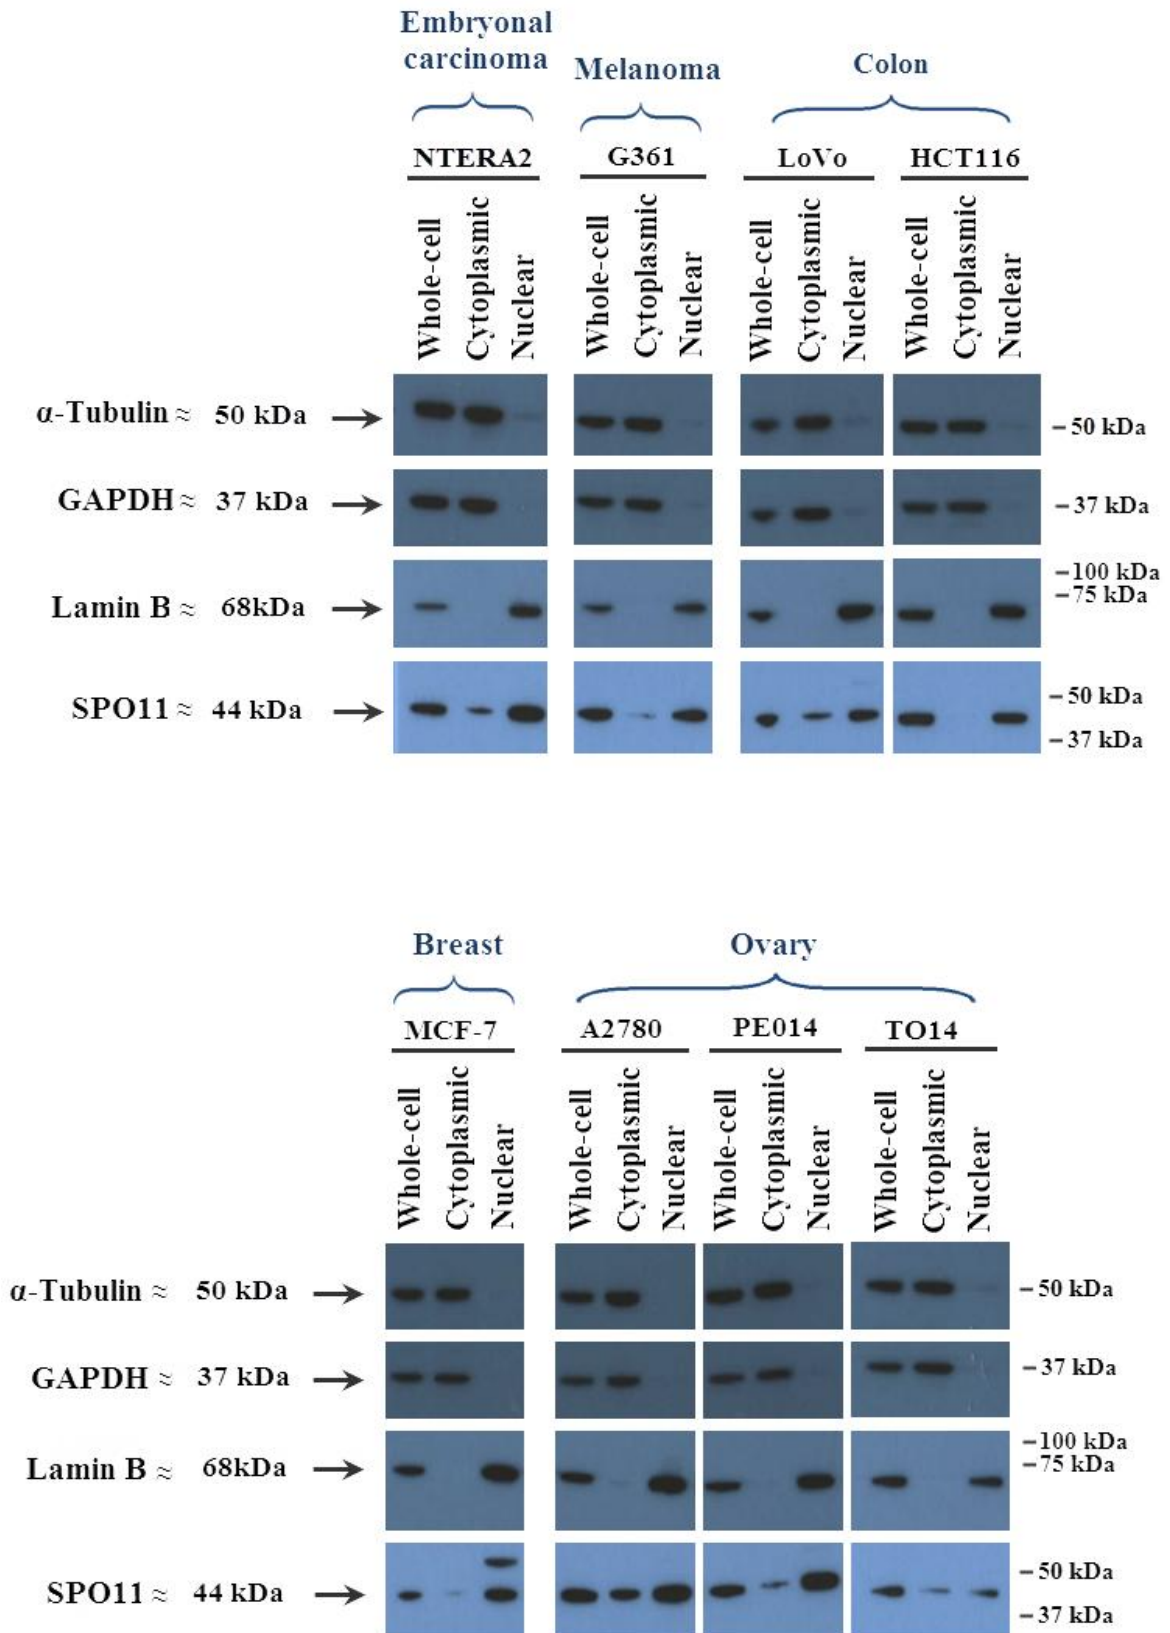 Embryonal
carcinoma
Melanoma
Colon
NTERA2
G361
LoVo
HCT116
Whole-cell
Cytoplasmic
Nuclear
Whole-cell
Cytoplasmic
Nuclear
Whole-cell
Cytoplasmic
Nuclear
Whole-cell
Cytoplasmic
Nuclear
α-Tubulin ≈ 50 kDa
– 50 kDa
GAPDH ≈ 37 kDa
– 37 kDa
– 100 kDa
– 75 kDa
Lamin B ≈ 68kDa
– 50 kDa
SPO11 ≈ 44 kDa
– 37 kDa
Breast
Ovary
MCF-7
A2780
PE014
TO14
Whole-cell
Cytoplasmic
Nuclear
Whole-cell
Cytoplasmic
Nuclear
Whole-cell
Cytoplasmic
Nuclear
Whole-cell
Cytoplasmic
Nuclear
α-Tubulin ≈ 50 kDa
– 50 kDa
GAPDH ≈ 37 kDa
– 37 kDa
– 100 kDa
– 75 kDa
Lamin B ≈ 68kDa
– 50 kDa
SPO11 ≈ 44 kDa
– 37 kDa